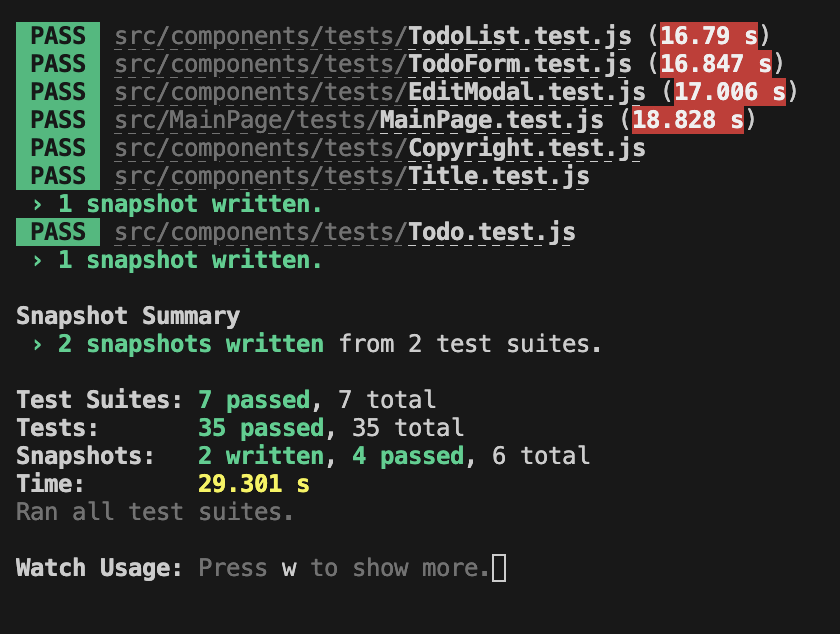 PASS src/components/tests/TodoList.test.js (16.79 s)
PASS src/components/tests/TodoForm.test.js (16.847 s)
PASS src/components/tests/EditModal.test.js (17.006 s)
PASS src/MainPage/tests/MainPage.test.js (18.828 s)
PASS src/components/tests/Copyright.test.js
PASS src/components/tests/Title.test.js
› 1 snapshot written.
PASS src/components/tests/Todo.test.js
› 1 snapshot written.
Snapshot Summary
› 2 snapshots written from 2 test suites.
Test Suites: 7 passed, 7 total
Tests: 35 passed, 35 total
Snapshots: 2 written, 4 passed, 6 total
Time: 29.301 s
Ran all test suites.
Watch Usage: Press w to show more.